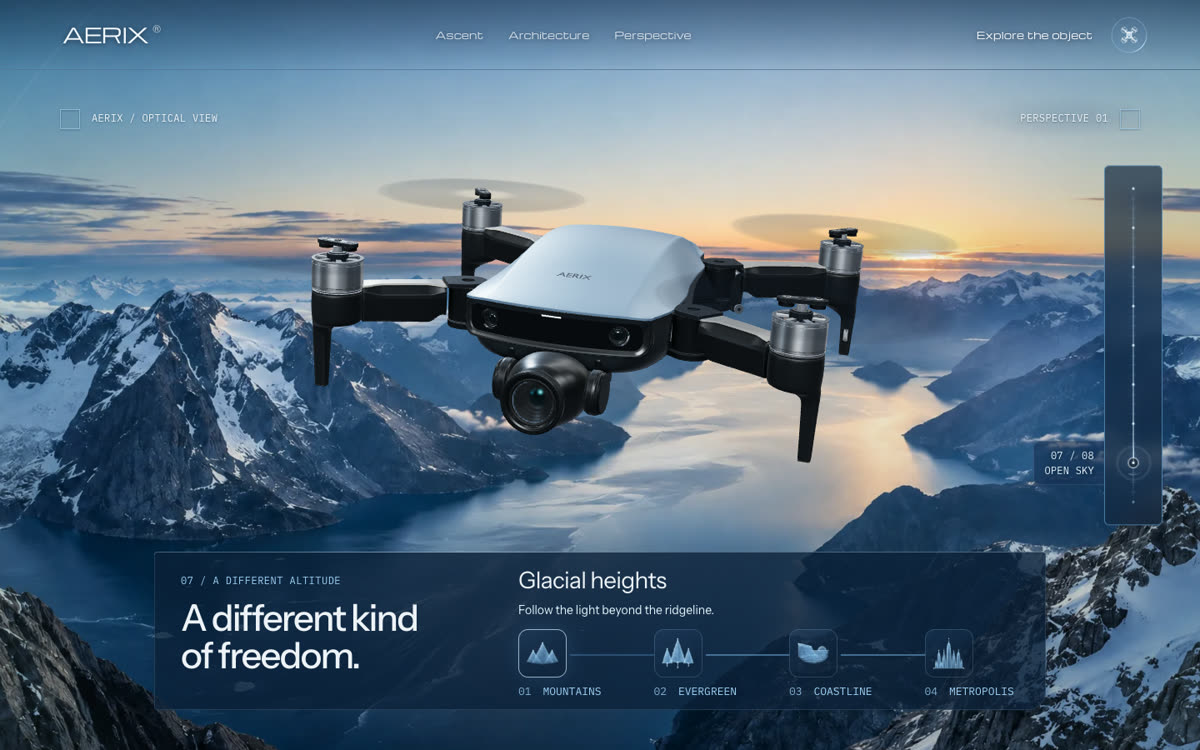 AERIX ®
Ascent Architecture Perspective
Explore the object
AERIX / OPTICAL VIEW
PERSPECTIVE 01
AERIX
07 / 08
OPEN SKY
07 / A DIFFERENT ALTITUDE
A different kind
of freedom.
Glacial heights
Follow the light beyond the ridgeline.
01 MOUNTAINS
02 EVERGREEN
03 COASTLINE
04 METROPOLIS